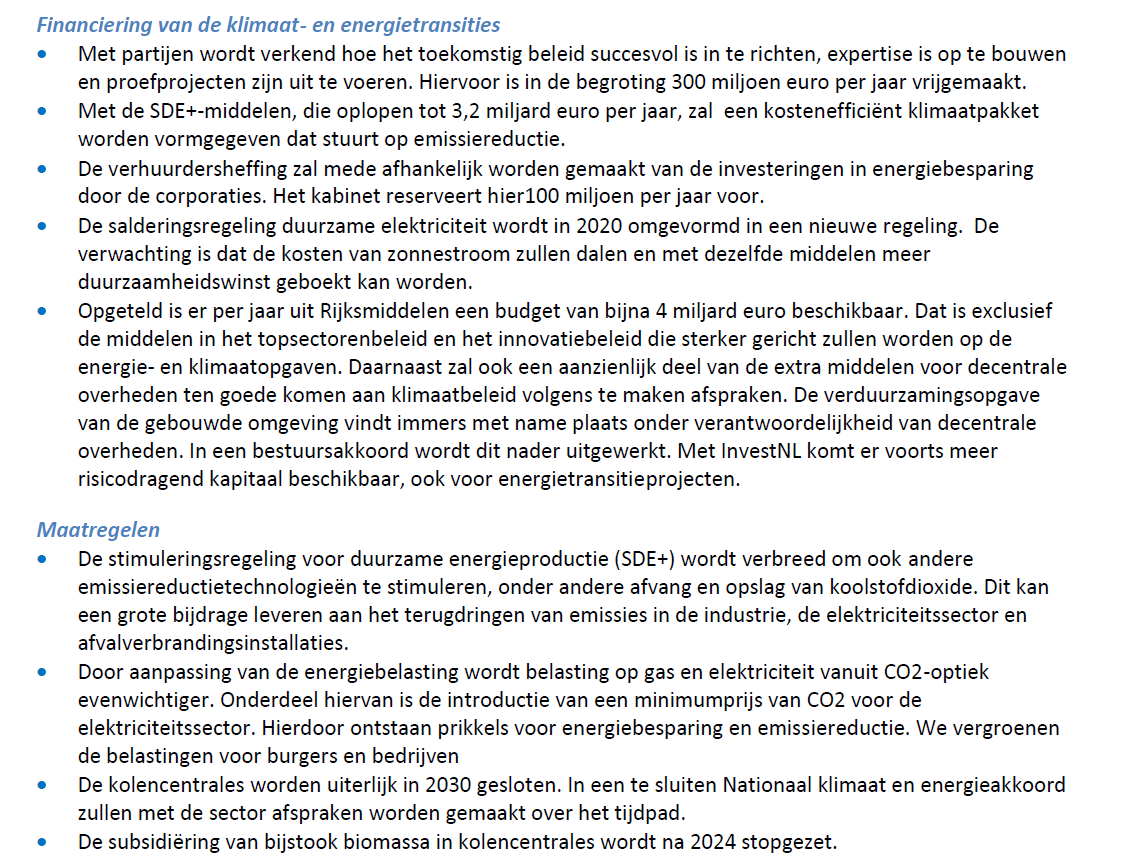 Financiering van de klimaat- en energietransities
• Met partijen wordt verkend hoe het toekomstig beleid succesvol is in te richten, expertise is op te bouwen
en proefprojecten zijn uit te voeren. Hiervoor is in de begroting 300 miljoen euro per jaar vrijgemaakt.
• Met de SDE+-middelen, die oplopen tot 3,2 miljard euro per jaar, zal  een kostenefficiënt klimaatpakket
worden vormgegeven dat stuurt op emissiereductie.
• De verhuurdersheffing zal mede afhankelijk worden gemaakt van de investeringen in energiebesparing
door de corporaties. Het kabinet reserveert hier100 miljoen per jaar voor.
• De salderingsregeling duurzame elektriciteit wordt in 2020 omgevormd in een nieuwe regeling.  De
verwachting is dat de kosten van zonnestroom zullen dalen en met dezelfde middelen meer
duurzaamheidswinst geboekt kan worden.
• Opgeteld is er per jaar uit Rijksmiddelen een budget van bijna 4 miljard euro beschikbaar. Dat is exclusief
de middelen in het topsectorenbeleid en het innovatiebeleid die sterker gericht zullen worden op de
energie- en klimaatopgaven. Daarnaast zal ook een aanzienlijk deel van de extra middelen voor decentrale
overheden ten goede komen aan klimaatbeleid volgens te maken afspraken. De verduurzamingsopgave
van de gebouwde omgeving vindt immers met name plaats onder verantwoordelijkheid van decentrale
overheden. In een bestuursakkoord wordt dit nader uitgewerkt. Met InvestNL komt er voorts meer
risicodragend kapitaal beschikbaar, ook voor energietransitieprojecten.
Maatregelen
• De stimuleringsregeling voor duurzame energieproductie (SDE+) wordt verbreed om ook andere
emissiereductietechnologieën te stimuleren, onder andere afvang en opslag van koolstofdioxide. Dit kan
een grote bijdrage leveren aan het terugdringen van emissies in de industrie, de elektriciteitssector en
afvalverbrandingsinstallaties.
• Door aanpassing van de energiebelasting wordt belasting op gas en elektriciteit vanuit CO2-optiek
evenwichtiger. Onderdeel hiervan is de introductie van een minimumprijs van CO2 voor de
elektriciteitssector. Hierdoor ontstaan prikkels voor energiebesparing en emissiereductie. We vergroenen
de belastingen voor burgers en bedrijven
• De kolencentrales worden uiterlijk in 2030 gesloten. In een te sluiten Nationaal klimaat en energieakkoord
zullen met de sector afspraken worden gemaakt over het tijdpad.
• De subsidiëring van bijstook biomassa in kolencentrales wordt na 2024 stopgezet.